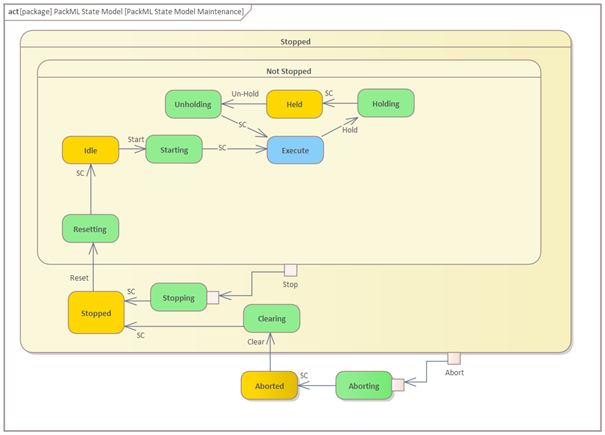 act [package] PackML State Model [PackML State Model Maintenance]
Stopped
Not Stopped
Unholding
Un-Hold
Held
SC
Holding
SC
Hold
Idle
Start
Starting
SC
Execute
SC
Resetting
Reset
Stop
SC
Stopping
Stopped
Clearing
SC
Clear
Abort
Aborted
SC
Aborting